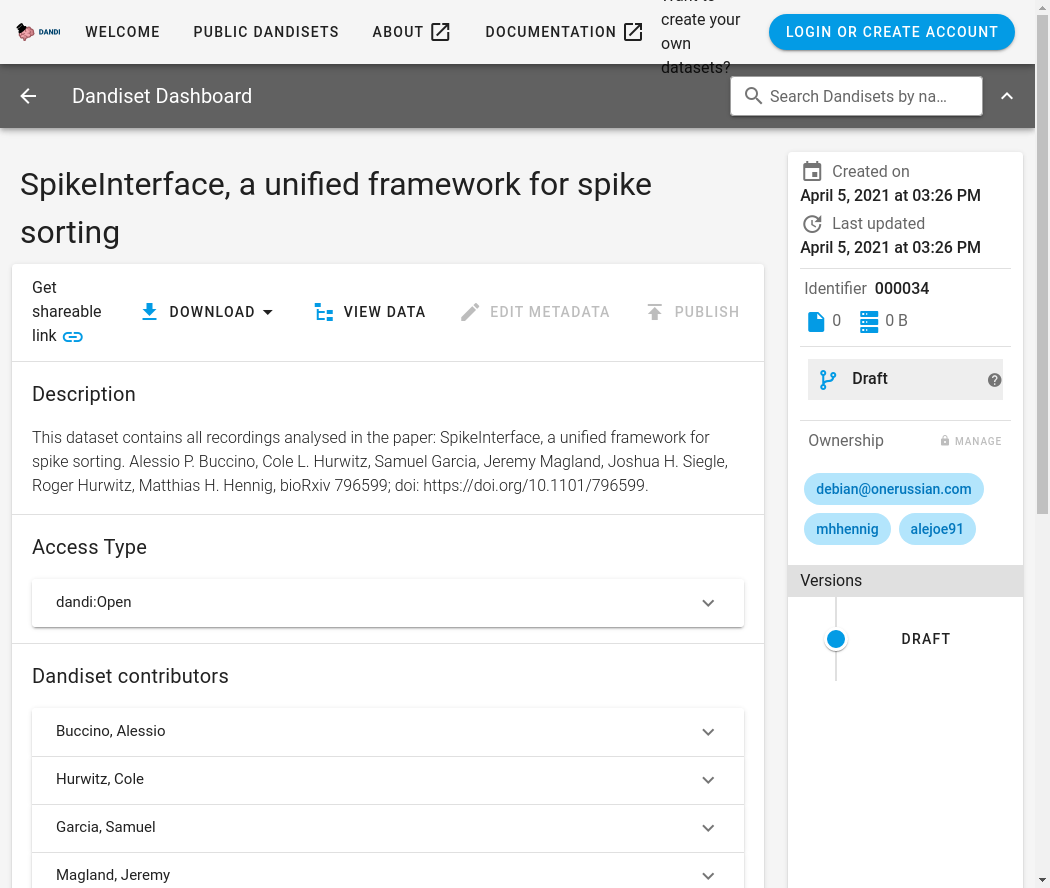 DANDI
WELCOME
PUBLIC DANDISETS
ABOUT
DOCUMENTATION
create your
own
datasets?
LOGIN OR CREATE ACCOUNT
Dandiset Dashboard
Search Dandisets by na...
SpikeInterface, a unified framework for spike
sorting
Get
shareable
link
DOWNLOAD
VIEW DATA
EDIT METADATA
PUBLISH
Description
This dataset contains all recordings analysed in the paper: SpikeInterface, a unified framework for
spike sorting. Alessio P. Buccino, Cole L. Hurwitz, Samuel Garcia, Jeremy Magland, Joshua H. Siegle,
Roger Hurwitz, Matthias H. Hennig, bioRxiv 796599; doi: https://doi.org/10.1101/796599.
Access Type
dandi:Open
Dandiset contributors
Buccino, Alessio
Hurwitz, Cole
Garcia, Samuel
Magland, Jeremy
Created on
April 5, 2021 at 03:26 PM
Last updated
April 5, 2021 at 03:26 PM
Identifier 000034
0 0 B
Draft
Ownership
MANAGE
debian@onerussian.com
mhhennig
alejoe91
Versions
DRAFT